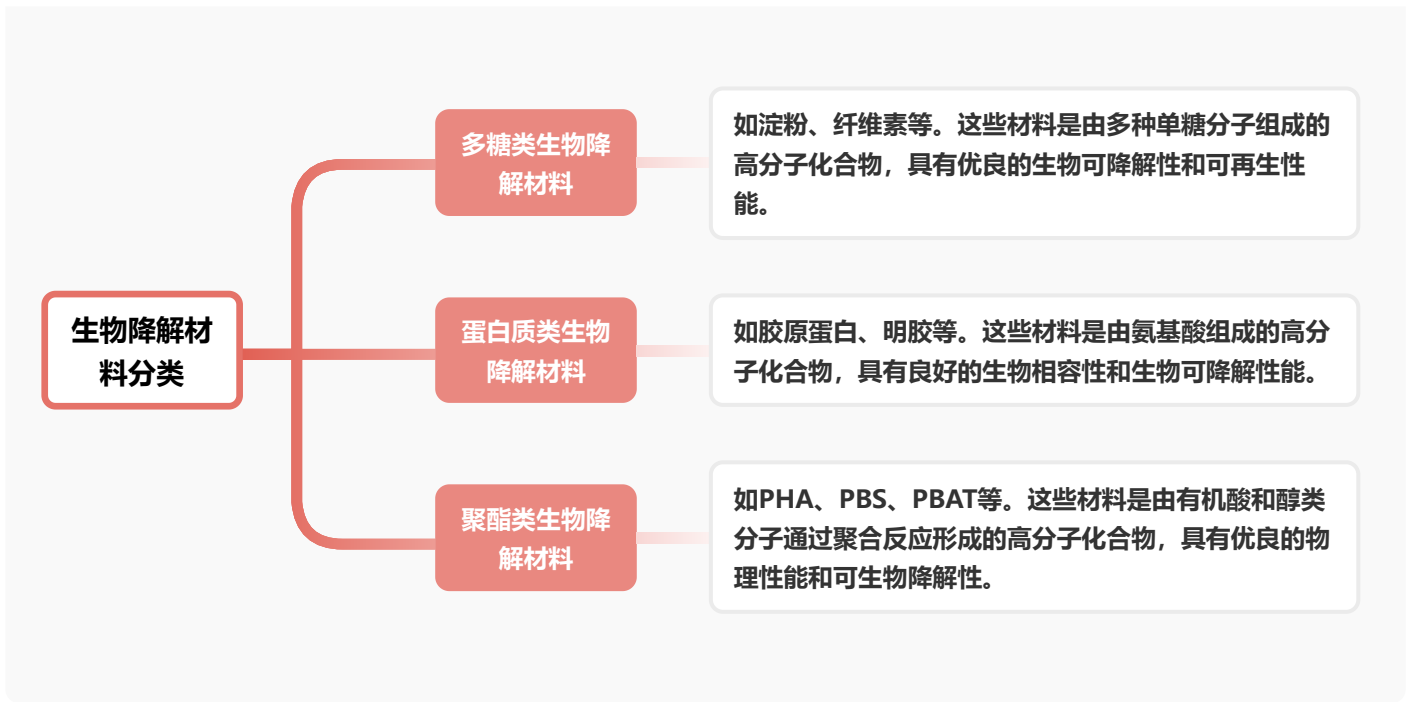 生物降解材
料分类
多糖类生物降
解材料
如淀粉、纤维素等。这些材料是由多种单糖分子组成的
高分子化合物，具有优良的生物可降解性和可再生性
能。
蛋白质类生物
降解材料
如胶原蛋白、明胶等。这些材料是由氨基酸组成的高分
子化合物，具有良好的生物相容性和生物可降解性能。
聚酯类生物降
解材料
如PHA、PBS、PBAT等。这些材料是由有机酸和醇类
分子通过聚合反应形成的高分子化合物，具有优良的物
理性能和可生物降解性。